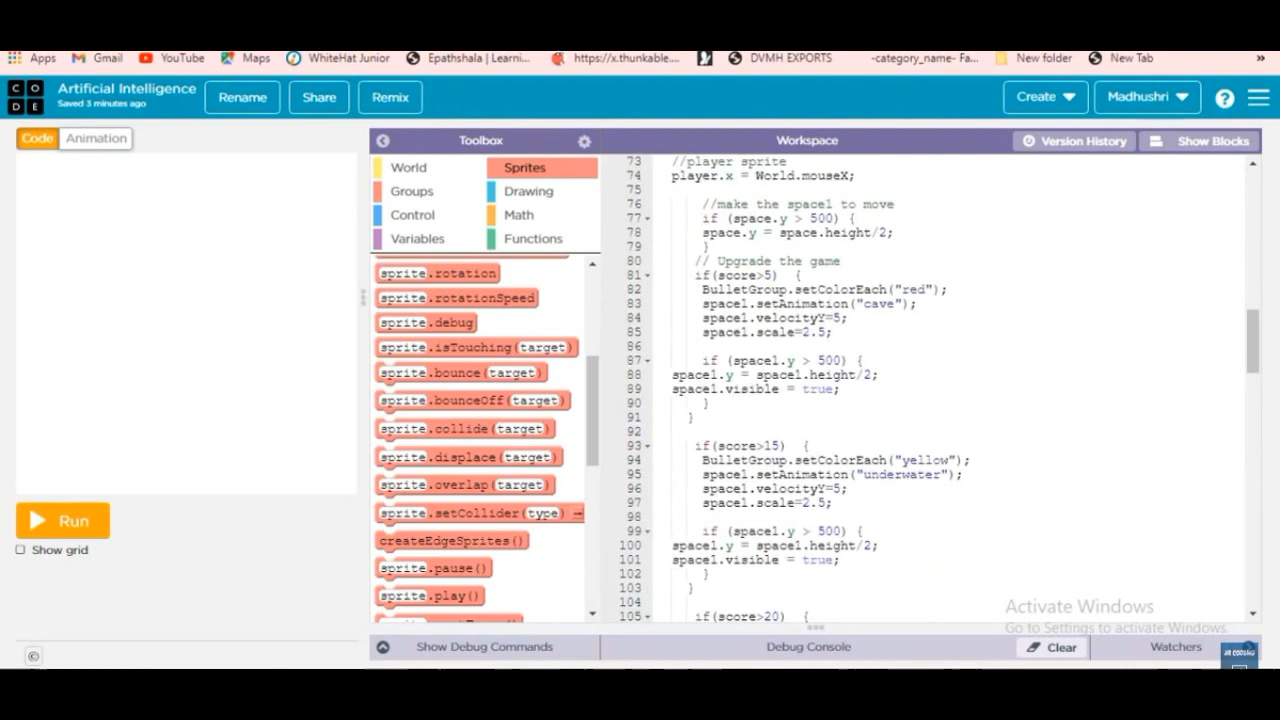 Apps Gmail YouTube Maps WhiteHat Junior Epathshala | Learni... https://x.thunkable.... DVMH EXPORTS -category_name- Fa... New folder New Tab »
CO
DE
Artificial Intelligence
Saved 3 minutes ago
Rename Share Remix Create Madhushri ?
Code Animation
Toolbox Workspace Version History Show Blocks
World Sprites
Groups Drawing
Control Math
Variables Functions
sprite.rotation
sprite.rotationSpeed
sprite.debug
sprite.isTouching(target)
sprite.bounce(target)
sprite.bounceOff(target)
sprite.collide(target)
sprite.displace(target)
sprite.overlap(target)
sprite.setCollider(type)
createEdgeSprites()
sprite.pause()
sprite.play()
73 //player sprite
74 player.x = World.mouseX;
75
76 //make the space1 to move
77 if (space.y > 500) {
78 space.y = space.height/2;
79 }
80 // Upgrade the game
81 if(score>5) {
82 BulletGroup.setColorEach("red");
83 space1.setAnimation("cave");
84 space1.velocityY=5;
85 space1.scale=2.5;
86
87 if (space1.y > 500) {
88 space1.y = space1.height/2;
89 space1.visible = true;
90 }
91 }
92
93 if(score>15) {
94 BulletGroup.setColorEach("yellow");
95 space1.setAnimation("underwater");
96 space1.velocityY=5;
97 space1.scale=2.5;
98
99 if (space1.y > 500) {
100 space1.y = space1.height/2;
101 space1.visible = true;
102 }
103 }
104
105 if(score>20) {
Run
Show grid
Activate Windows
Go to Settings to activate Windows.
©
Show Debug Commands Debug Console Clear Watchers
JR CODING